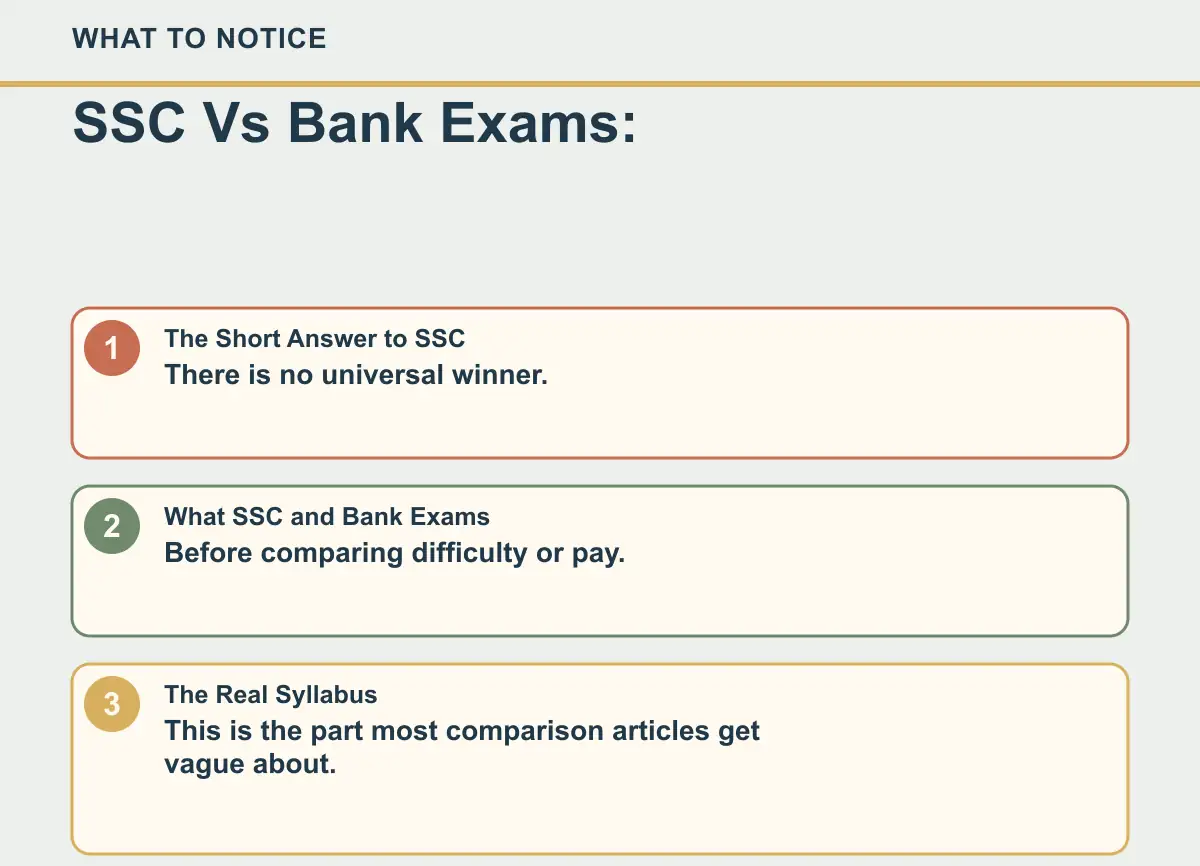 WHAT TO NOTICE
SSC Vs Bank Exams:
1
The Short Answer to SSC
There is no universal winner.
2
What SSC and Bank Exams
Before comparing difficulty or pay.
3
The Real Syllabus
This is the part most comparison articles get
vague about.